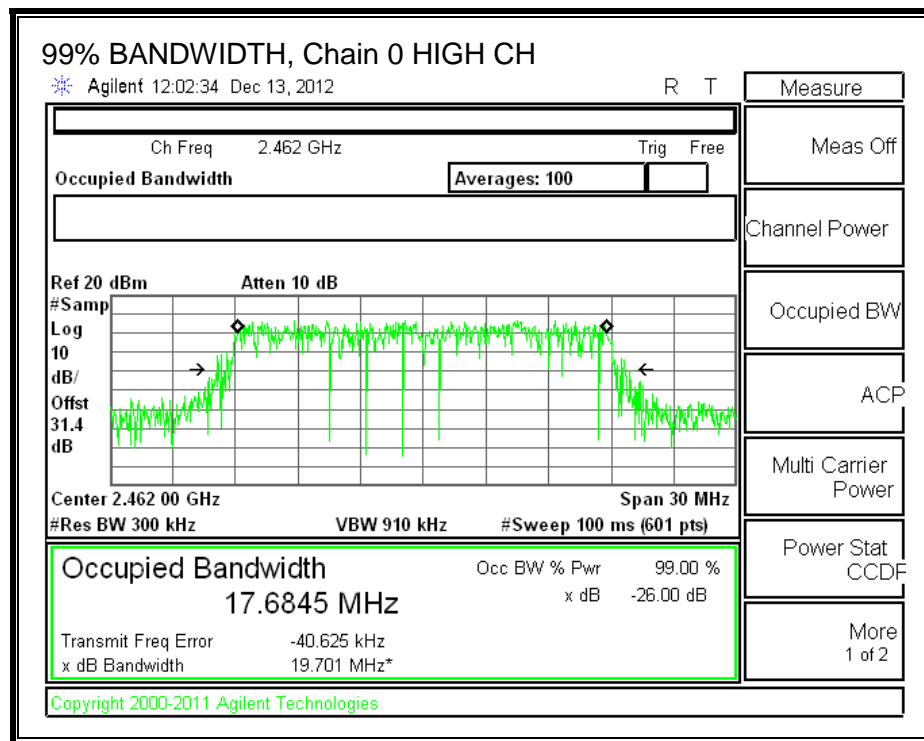 99% BANDWIDTH, Chain 0 HIGH CH
Agilent 12:02:34 Dec 13, 2012 R T
Measure
Ch Freq 2.462 GHz Trig Free
Meas Off
Occupied Bandwidth Averages: 100
Channel Power
Ref 20 dBm Atten 10 dB
#Samp
Log
10
dB/
Offst
31.4
dB
Occupied BW
ACP
Multi Carrier
Power
Center 2.462 00 GHz Span 30 MHz
#Res BW 300 kHz VBW 910 kHz #Sweep 100 ms (601 pts)
Power Stat
CCDF
Occupied Bandwidth Occ BW % Pwr 99.00 %
17.6845 MHz x dB -26.00 dB
Transmit Freq Error -40.625 kHz
x dB Bandwidth 19.701 MHz*
More
1 of 2
Copyright 2000-2011 Agilent Technologies